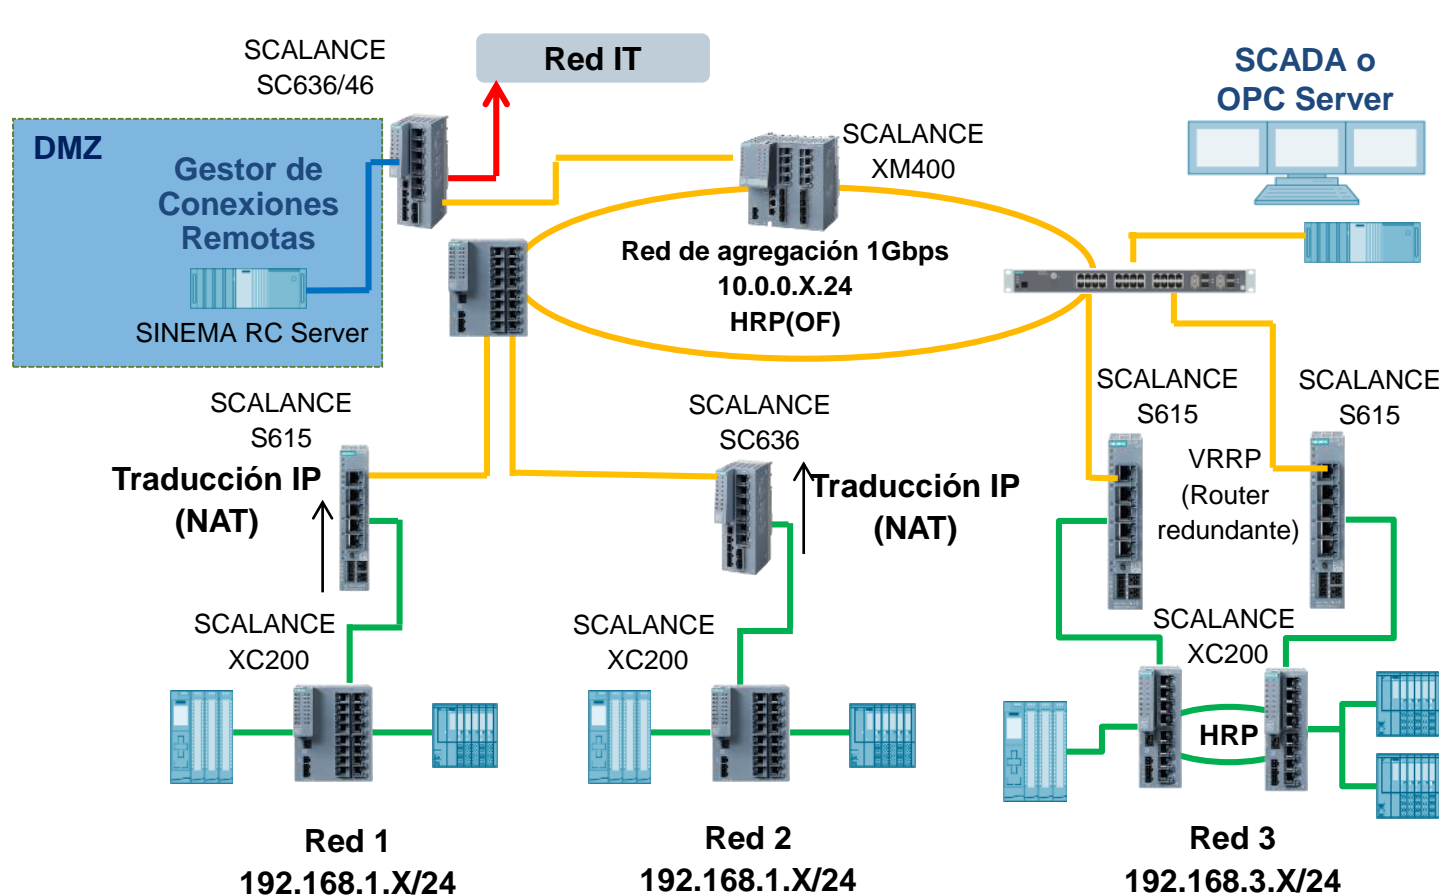 SCALANCE
SC636/46
Red IT
SCADA o
OPC Server
DMZ
Gestor de
Conexiones
Remotas
SINEMA RC Server
SCALANCE
XM400
Red de agregación 1Gbps
10.0.0.X.24
HRP(OF)
SCALANCE
S615
Traducción IP
(NAT)
SCALANCE
SC636
Traducción IP
(NAT)
SCALANCE
S615
SCALANCE
S615
VRRP
(Router
redundante)
SCALANCE
XC200
SCALANCE
XC200
SCALANCE
XC200
HRP
Red 1
192.168.1.X/24
Red 2
192.168.1.X/24
Red 3
192.168.3.X/24